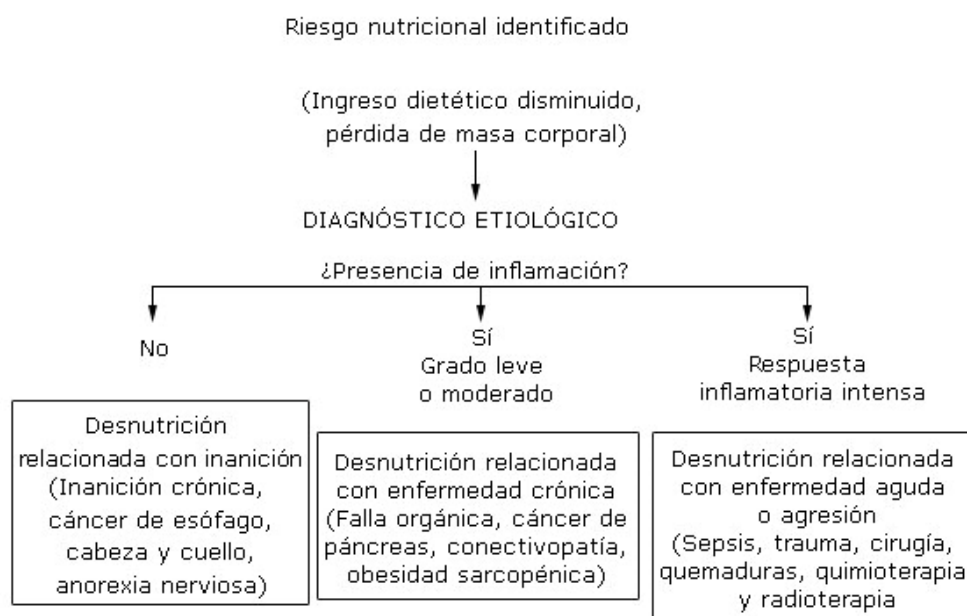 Riesgo nutricional identificado
(Ingreso dietético disminuido,
pérdida de masa corporal)
DIAGNÓSTICO ETIOLÓGICO
¿Presencia de inflamación?
No
Sí
Grado leve
o moderado
Sí
Respuesta
inflamatoria intensa
Desnutrición
relacionada con inanición
(Inanición crónica,
cáncer de esófago,
cabeza y cuello,
anorexia nerviosa)
Desnutrición relacionada
con enfermedad crónica
(Falla orgánica, cáncer de
páncreas, conectivopatía,
obesidad sarcopénica)
Desnutrición relacionada
con enfermedad aguda
o agresión
(Sepsis, trauma, cirugía,
quemaduras, quimioterapia
y radioterapia